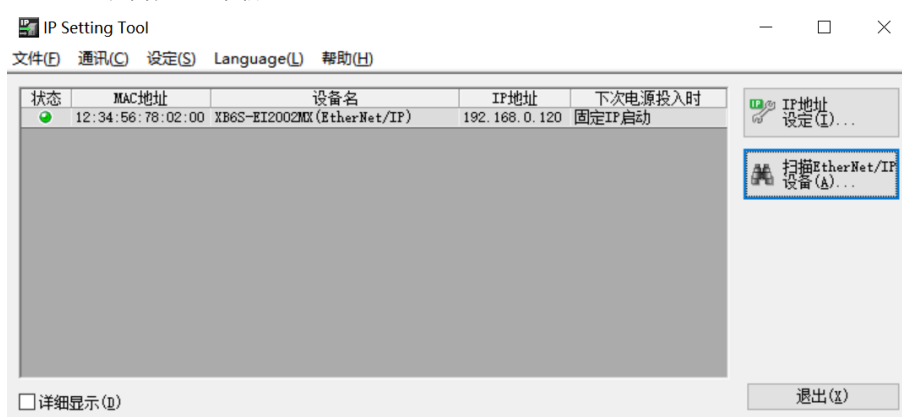 IP Setting Tool
文件(F) 通讯(C) 设定(S) Language(L) 帮助(H)
状态 MAC地址 设备名 IP地址 下次电源投入时
12:34:56:78:02:00 XB6S-EI2002MX(EtherNet/IP) 192.168.0.120 固定IP启动
IP地址
设定(I)...
扫描EtherNet/IP
设备(A)...
详细显示(D)
退出(X)